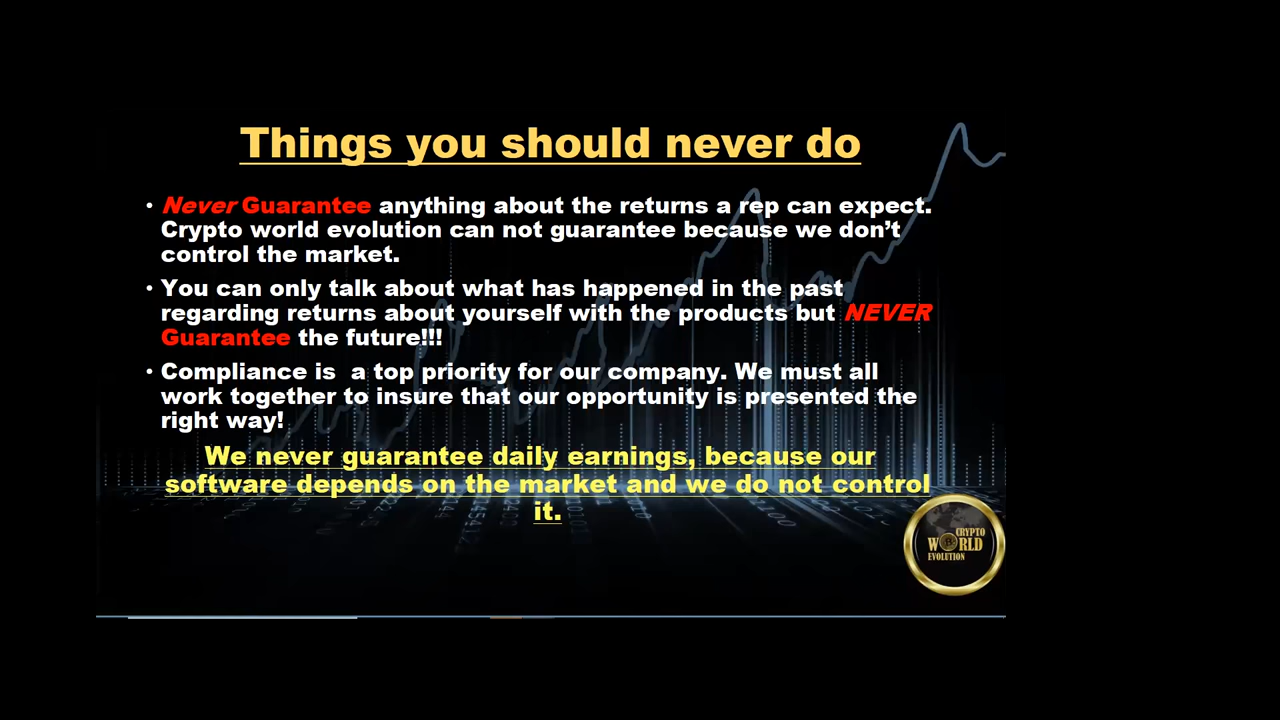 Things you should never do
• Never Guarantee anything about the returns a rep can expect.
Crypto world evolution can not guarantee because we don’t
control the market.
• You can only talk about what has happened in the past
regarding returns about yourself with the products but NEVER
Guarantee the future!!!
• Compliance is  a top priority for our company. We must all
work together to insure that our opportunity is presented the
right way!
We never guarantee daily earnings, because our
software depends on the market and we do not control
it.
CRYPTO
WORLD
EVOLUTION